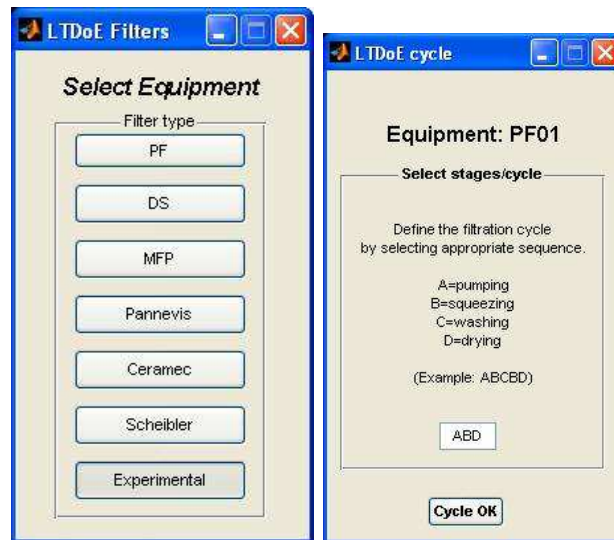 LTDoE Filters
Select Equipment
Filter type
PF
DS
MFP
Pannevis
Ceramec
Scheibler
Experimental
LTDoE cycle
Equipment: PF01
Select stages/cycle
Define the filtration cycle
by selecting appropriate sequence.
A=pumping
B=squeezing
C=washing
D=drying
(Example: ABCBD)
ABD
Cycle OK